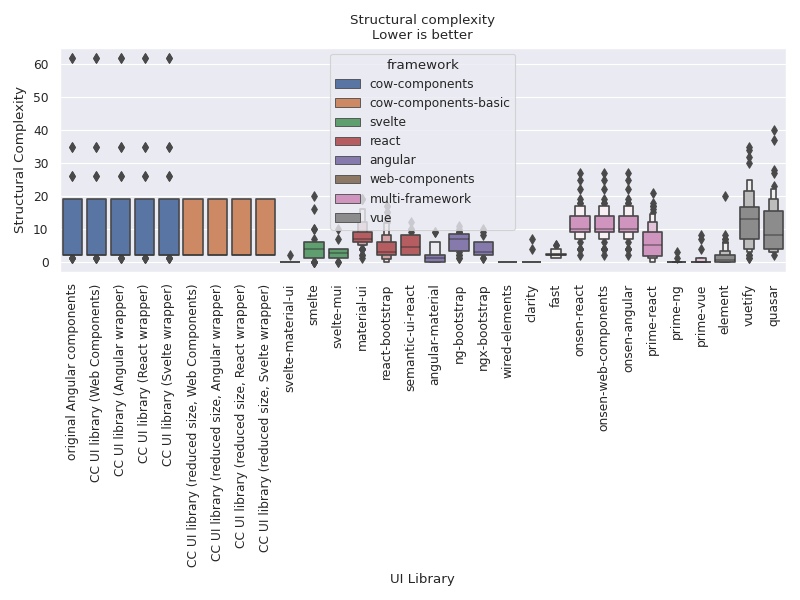 Structural complexity
Lower is better
Structural Complexity
60
50
40
30
20
10
0
framework
cow-components
cow-components-basic
svelte
react
angular
web-components
multi-framework
vue
original Angular components
CC UI library (Web Components)
CC UI library (Angular wrapper)
CC UI library (React wrapper)
CC UI library (Svelte wrapper)
CC UI library (reduced size, Web Components)
CC UI library (reduced size, Angular wrapper)
CC UI library (reduced size, React wrapper)
CC UI library (reduced size, Svelte wrapper)
svelte-material-ui
smelte
svelte-mui
material-ui
react-bootstrap
semantic-ui-react
angular-material
ng-bootstrap
ngx-bootstrap
wired-elements
clarity
fast
onsen-react
onsen-web-components
onsen-angular
prime-react
prime-ng
prime-vue
element
vuetify
quasar
UI Library